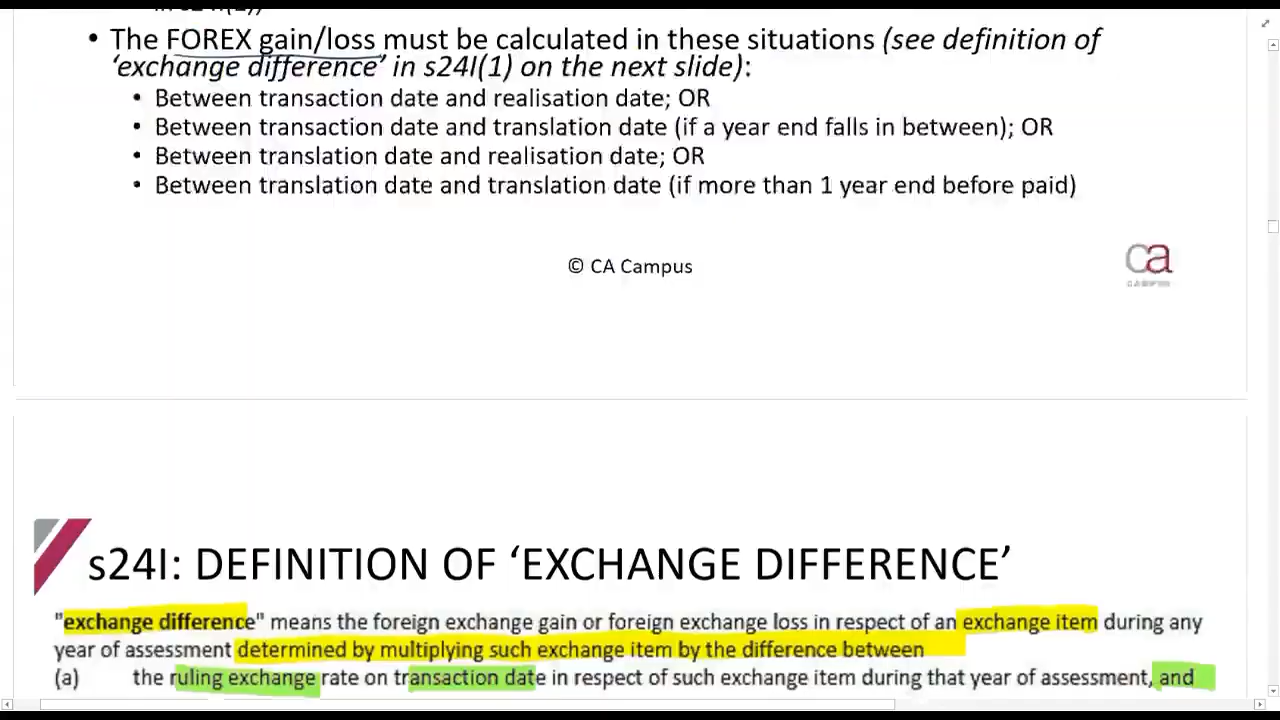 • The FOREX gain/loss must be calculated in these situations (see definition of
'exchange difference' in s24I(1) on the next slide):
• Between transaction date and realisation date; OR
• Between transaction date and translation date (if a year end falls in between); OR
• Between translation date and realisation date; OR
• Between translation date and translation date (if more than 1 year end before paid)
© CA Campus
ca
s24I: DEFINITION OF ‘EXCHANGE DIFFERENCE’
"exchange difference" means the foreign exchange gain or foreign exchange loss in respect of an exchange item during any
year of assessment determined by multiplying such exchange item by the difference between
(a) the ruling exchange rate on transaction date in respect of such exchange item during that year of assessment, and